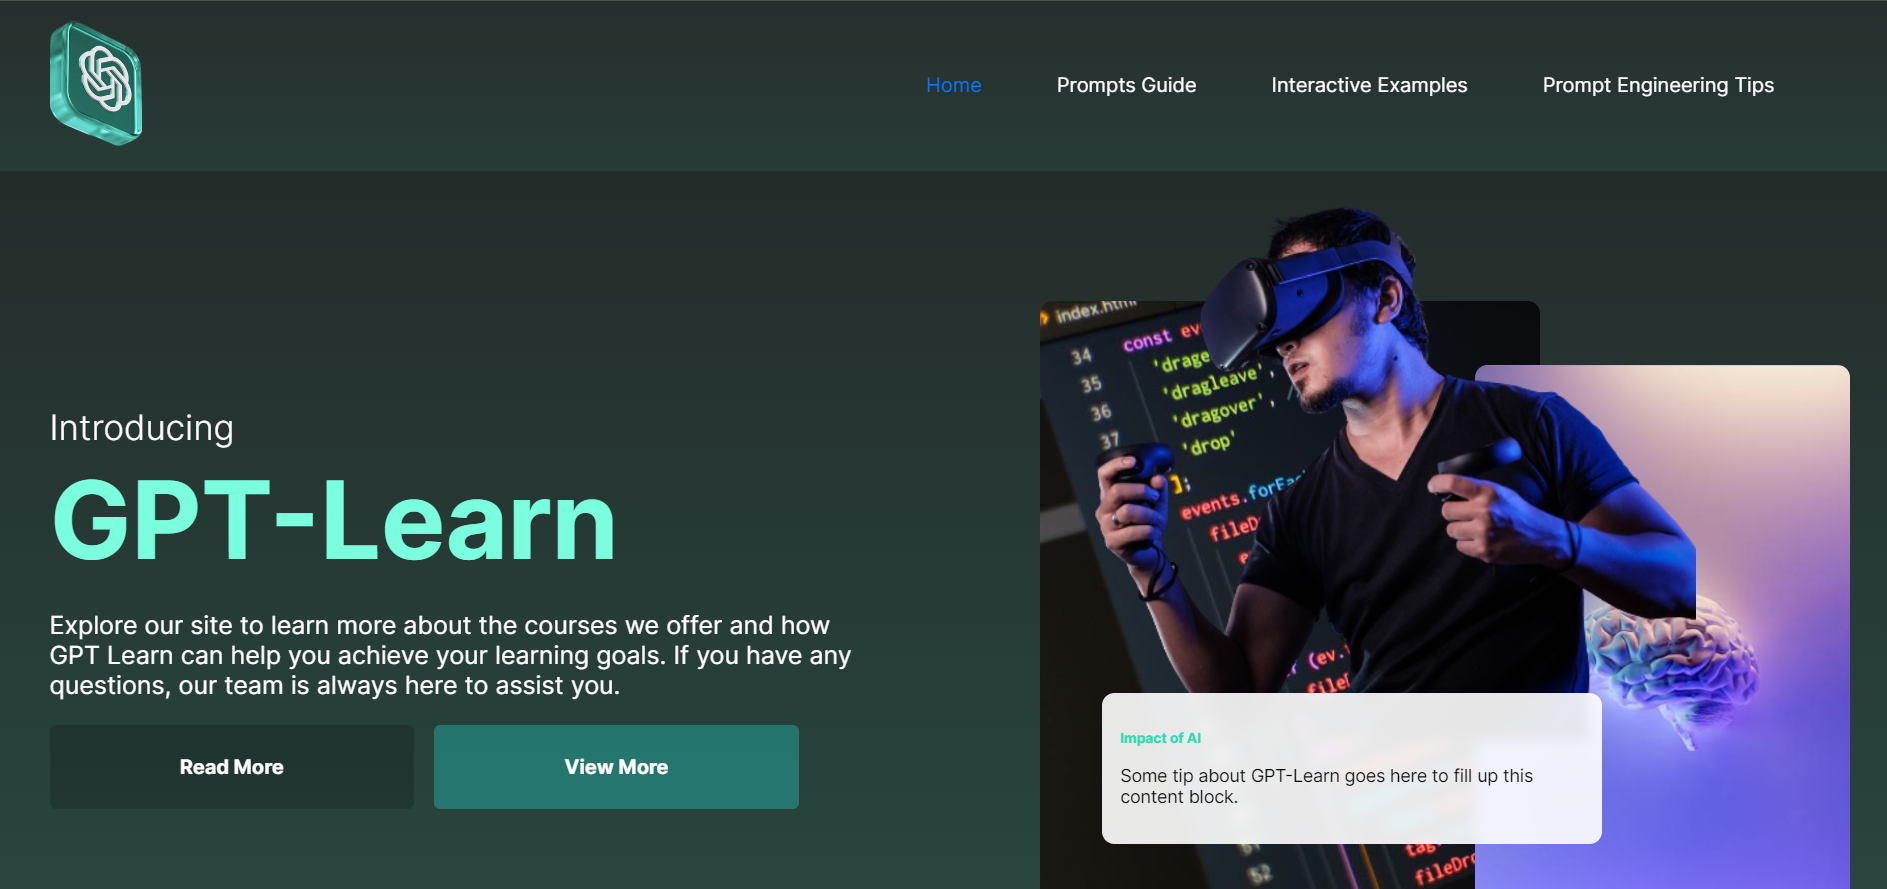 Home
Prompts Guide
Interactive Examples
Prompt Engineering Tips
Introducing
GPT-Learn
Explore our site to learn more about the courses we offer and how
GPT Learn can help you achieve your learning goals. If you have any
questions, our team is always here to assist you.
Read More
View More
index.html
34 const
35 'drage
36 'dragleave',
37 'dragover',
'drop'
];
events.forEa
fileD
(ev.
file
Impact of AI
Some tip about GPT-Learn goes here to fill up this
content block.
52
fileDr